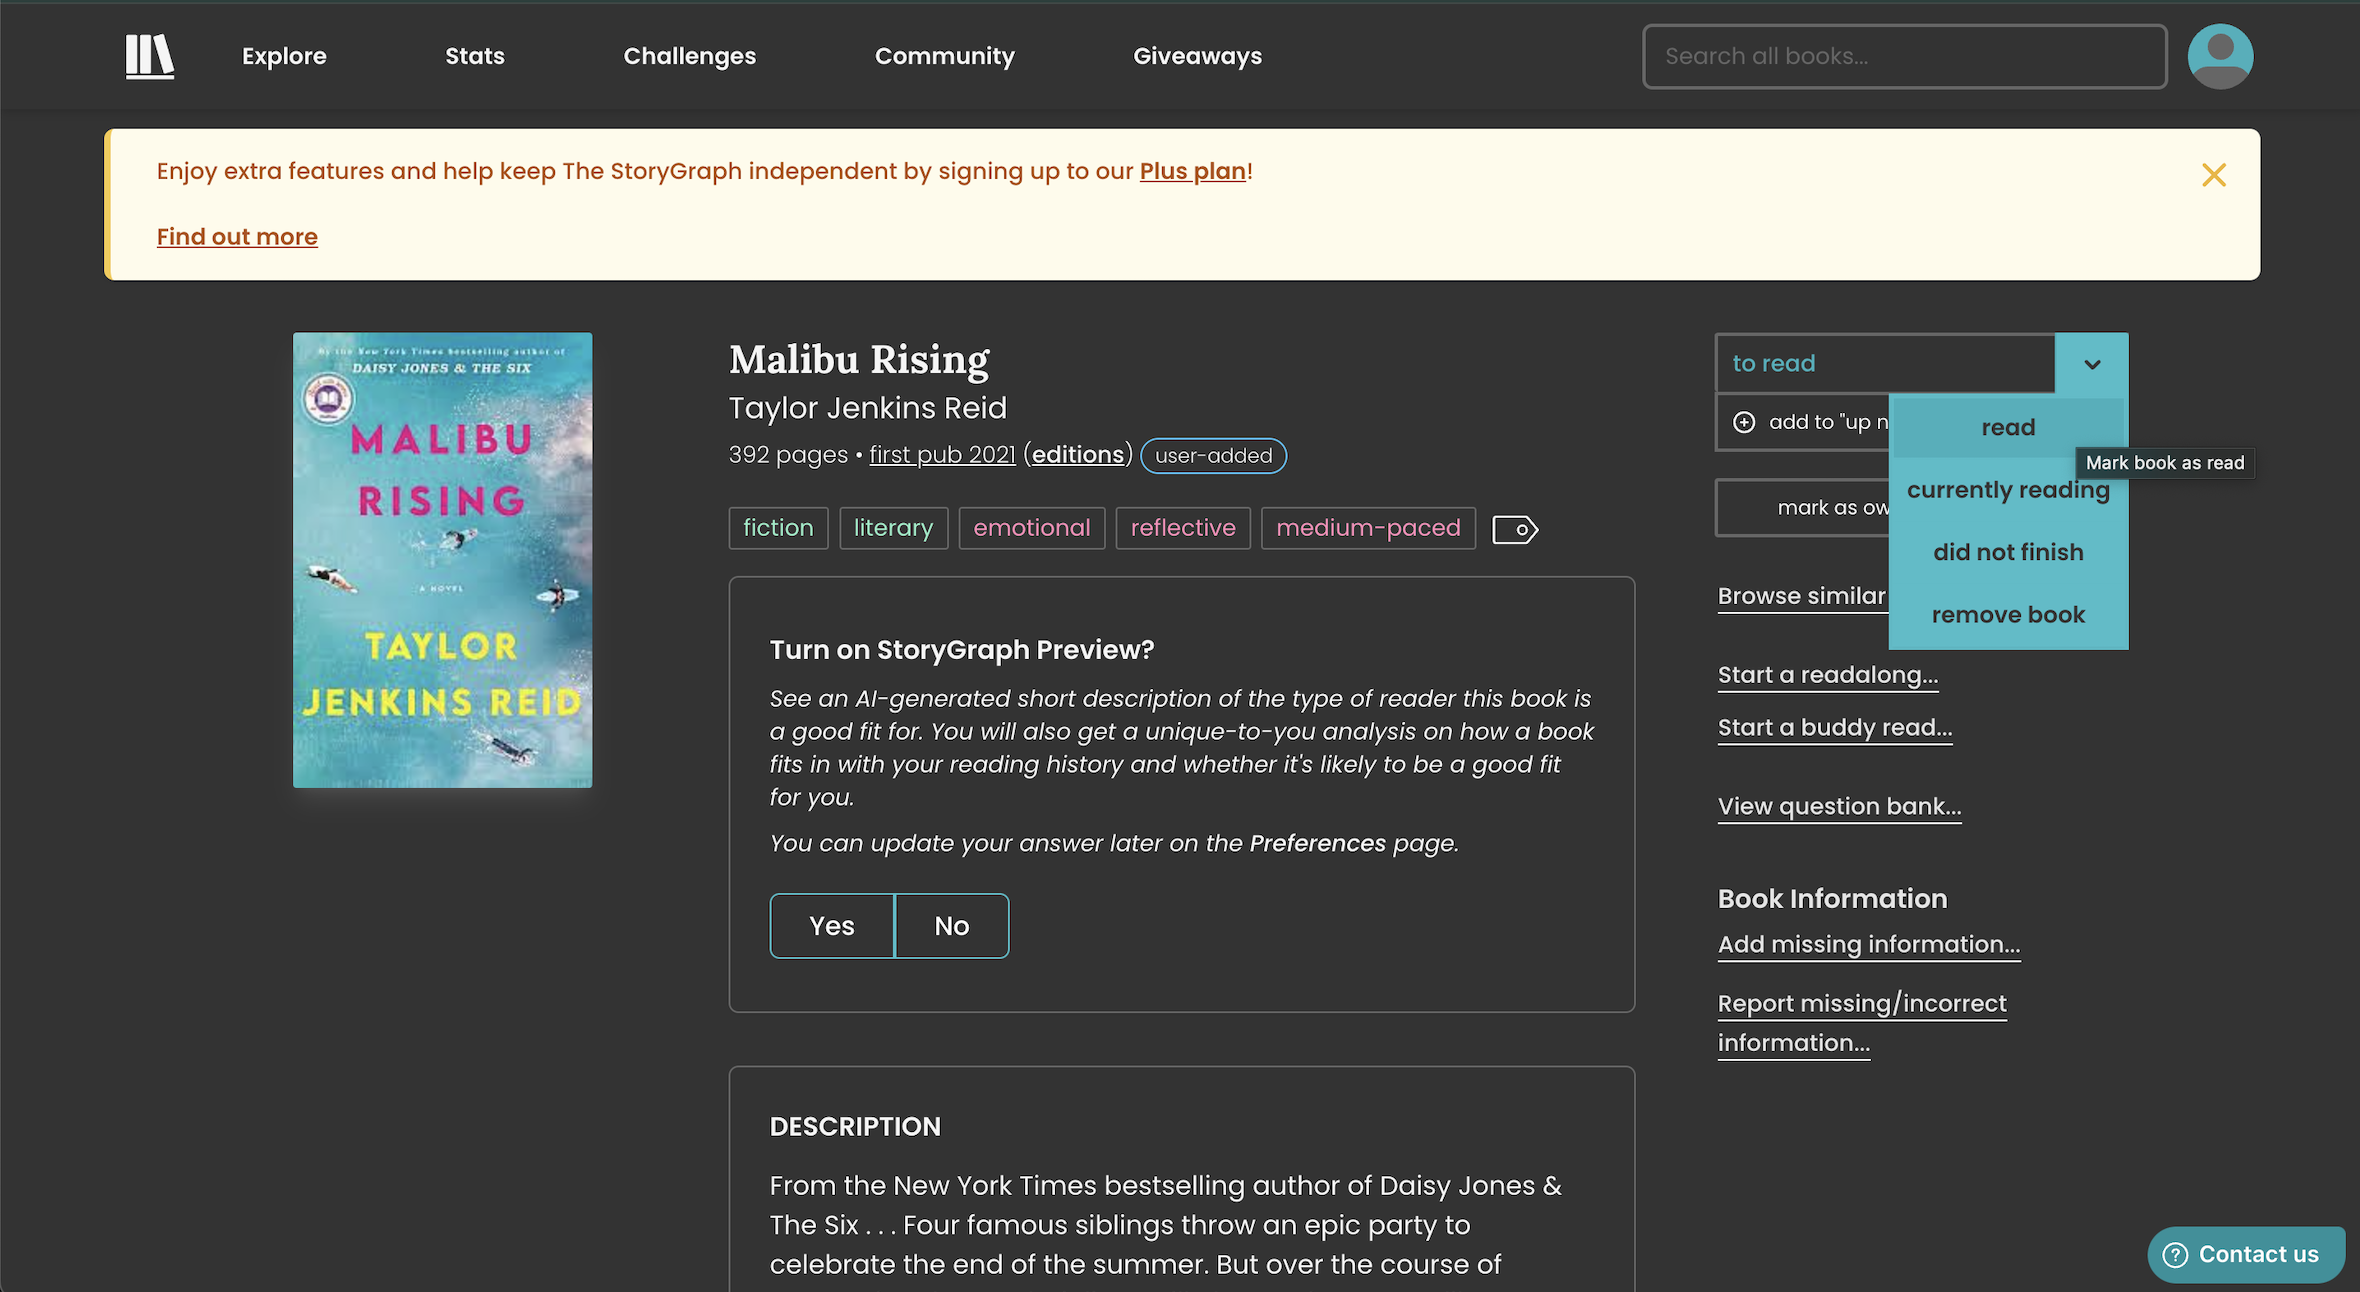 Explore
Stats
Challenges
Community
Giveaways
Search all books...
Enjoy extra features and help keep The StoryGraph independent by signing up to our Plus plan!
Find out more
by the New York Times bestselling author of
DAISY JONES & THE SIX
MALIBU
RISING
A NOVEL
TAYLOR
JENKINS REID
Malibu Rising
Taylor Jenkins Reid
392 pages • first pub 2021 (editions) user-added
fiction
literary
emotional
reflective
medium-paced
Turn on StoryGraph Preview?
See an AI-generated short description of the type of reader this book is
a good fit for. You will also get a unique-to-you analysis on how a book
fits in with your reading history and whether it's likely to be a good fit
for you.
You can update your answer later on the Preferences page.
Yes
No
DESCRIPTION
From the New York Times bestselling author of Daisy Jones &
The Six . . . Four famous siblings throw an epic party to
celebrate the end of the summer. But over the course of
to read
add to "up n
mark as ow
read
Mark book as read
currently reading
did not finish
remove book
Browse similar
Start a readalong...
Start a buddy read...
View question bank...
Book Information
Add missing information...
Report missing/incorrect
information...
Contact us